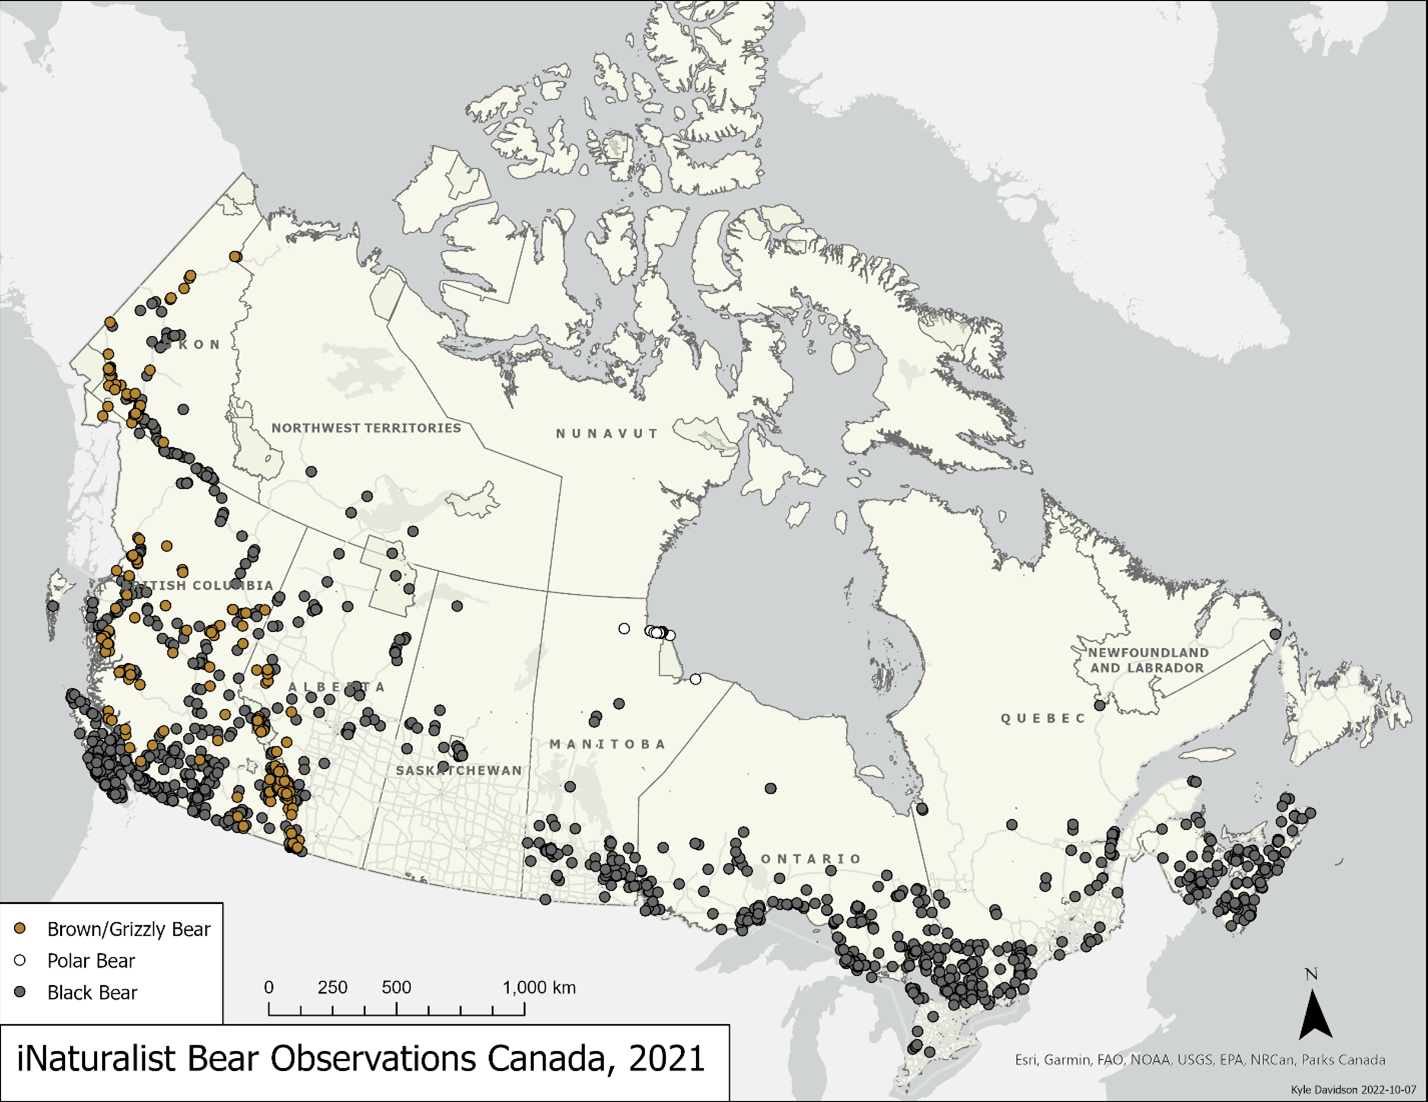 KON
NORTHWEST TERRITORIES
NUNAVUT
TISH COLUMBIA
NEWFOUNDLAND
AND LABRADOR
ALBERTA
QUEBEC
MANITOBA
SASKATCHEWAN
ONTARIO
Brown/Grizzly Bear
Polar Bear
Black Bear
0 250 500 1,000 km
N
iNaturalist Bear Observations Canada, 2021
Esri, Garmin, FAO, NOAA, USGS, EPA, NRCan, Parks Canada
Kyle Davidson 2022-10-07